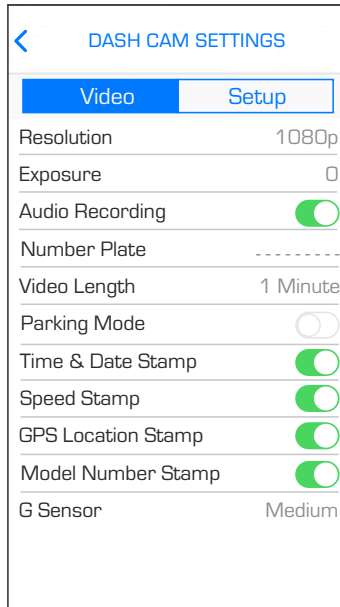 DASH CAM SETTINGS
Video Setup
Resolution 1080p
Exposure 0
Audio Recording
Number Plate ---------
Video Length 1 Minute
Parking Mode
Time & Date Stamp
Speed Stamp
GPS Location Stamp
Model Number Stamp
G Sensor Medium